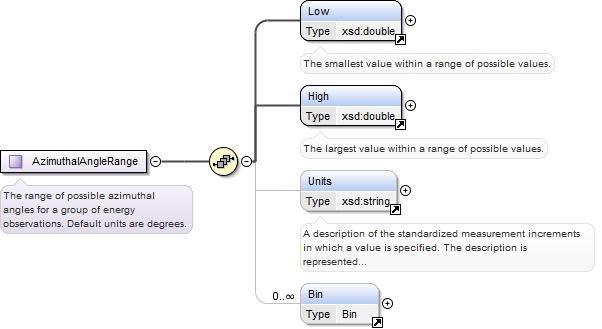 Low
Type xsd:double
The smallest value within a range of possible values.
High
Type xsd:double
The largest value within a range of possible values.
AzimuthalAngleRange
The range of possible azimuthal
angles for a group of energy
observations. Default units are degrees.
Units
Type xsd:string
A description of the standardized measurement increments
in which a value is specified. The description is
represented...
0..∞
Bin
Type Bin